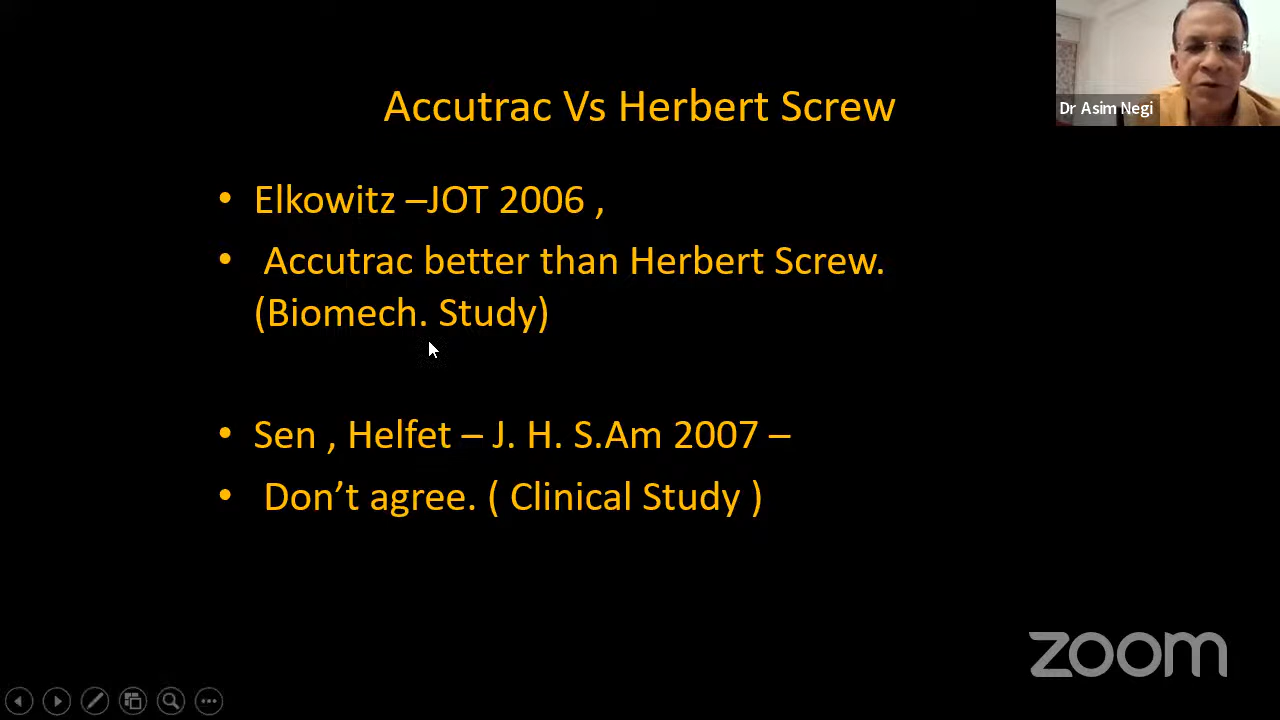 Dr Asim Negi
Accutrac Vs Herbert Screw
• Elkowitz –JOT 2006 ,
• Accutrac better than Herbert Screw.
(Biomech. Study)
• Sen , Helfet – J. H. S.Am 2007 –
• Don’t agree. ( Clinical Study )
zoom